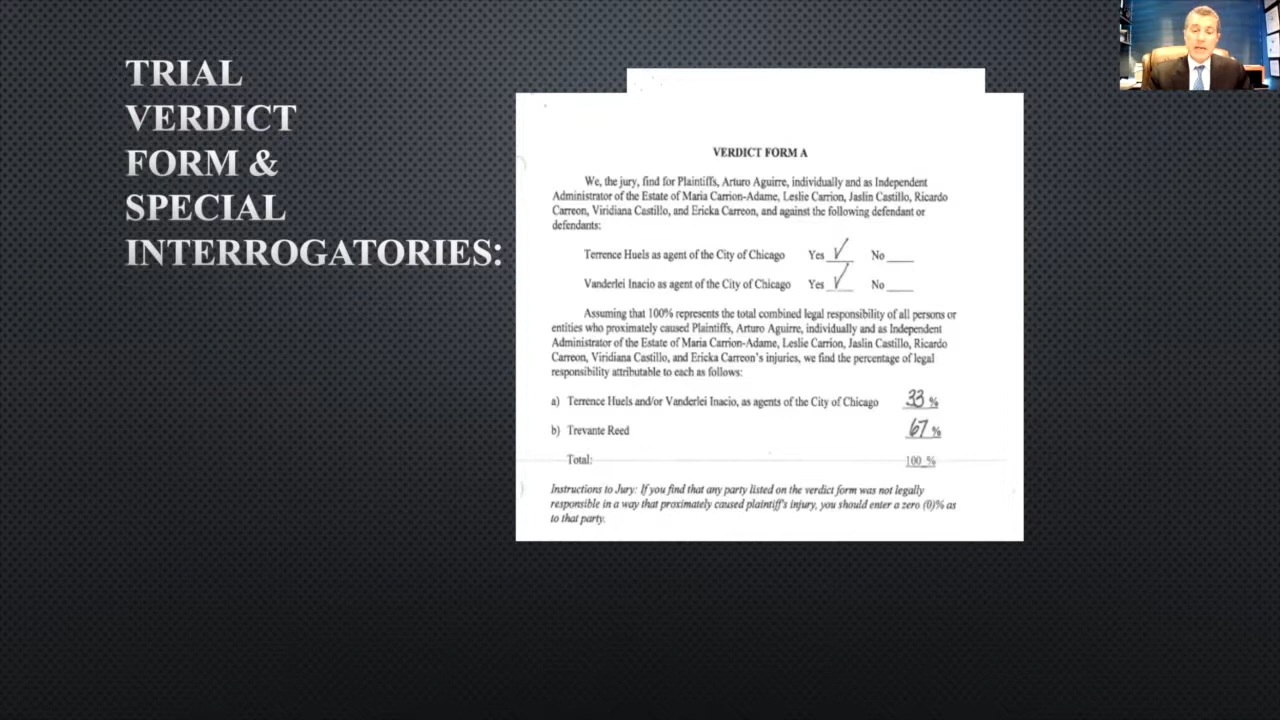 TRIAL
VERDICT
FORM &
SPECIAL
INTERROGATORIES:
VERDICT FORM A
We, the jury, find for Plaintiffs, Arturo Aguirre, individually and as Independent
Administrator of the Estate of Maria Carrion-Adame, Leslie Carrion, Jaslin Castillo, Ricardo
Carreon, Viridiana Castillo, and Ericka Carreon, and against the following defendant or
defendants:
Terrence Huels as agent of the City of Chicago Yes ✓ No ___
Vanderlei Inacio as agent of the City of Chicago Yes ✓ No ___
Assuming that 100% represents the total combined legal responsibility of all persons or
entities who proximately caused Plaintiffs, Arturo Aguirre, individually and as Independent
Administrator of the Estate of Maria Carrion-Adame, Leslie Carrion, Jaslin Castillo, Ricardo
Carreon, Viridiana Castillo, and Ericka Carreon's injuries, we find the percentage of legal
responsibility attributable to each as follows:
a) Terrence Huels and/or Vanderlei Inacio, as agents of the City of Chicago 33 %
b) Trevante Reed 67 %
Total: 100 %
Instructions to Jury: If you find that any party listed on the verdict form was not legally
responsible in a way that proximately caused plaintiff's injury, you should enter a zero (0)% as
to that party.